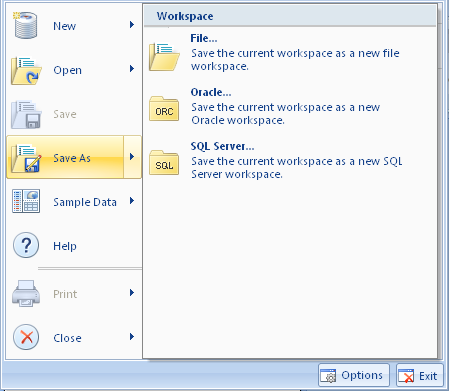 New
Open
Save
Save As
Sample Data
Help
Print
Close
Workspace
File...
Save the current workspace as a new file
workspace.
ORC
Oracle...
Save the current workspace as a new
Oracle workspace.
SQL
SQL Server...
Save the current workspace as a new SQL
Server workspace.
Options
Exit